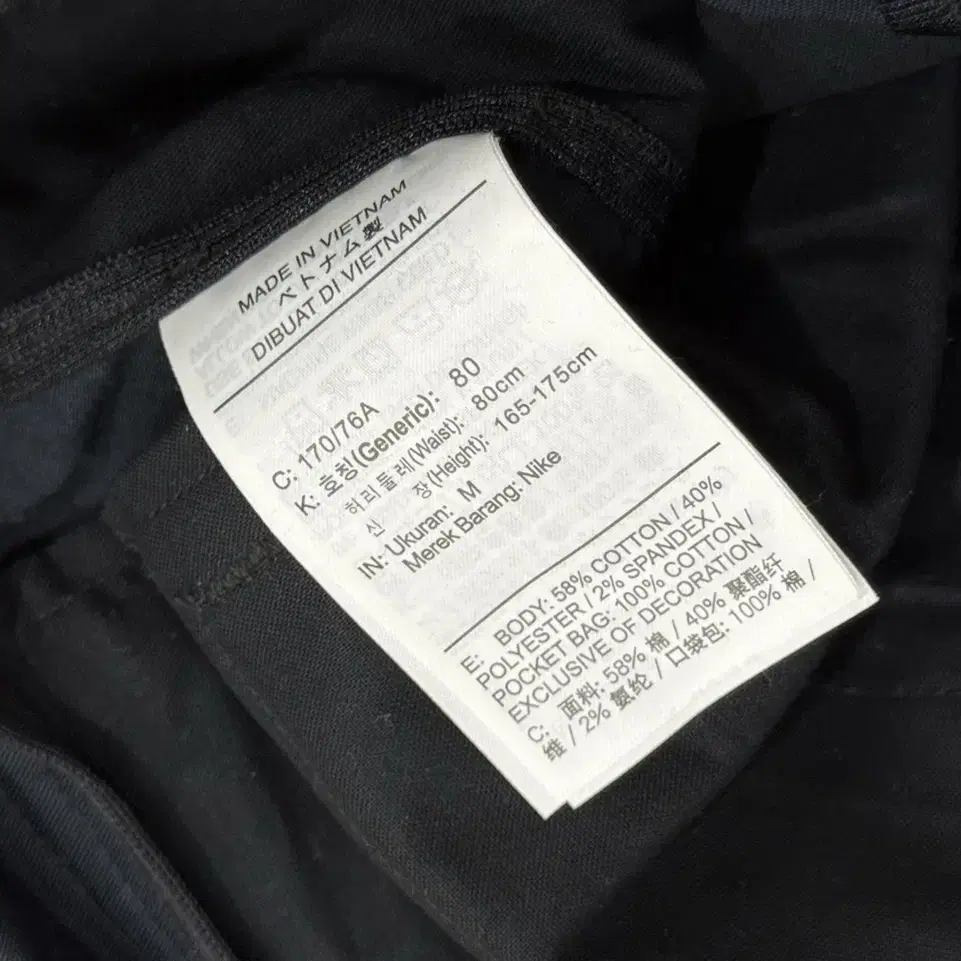 MADE IN VIETNAM
ベトナム製
DIBUAT DI VIETNAM
C: 170/76A
K: 호칭(Generic): 80
허리둘레(Waist): 80cm
신 장(Height): 165-175cm
IN: Ukuran: M
Merek Barang: Nike
E: BODY: 58% COTTON / 40%
POLYESTER / 2% SPANDEX /
POCKET BAG: 100% COTTON /
EXCLUSIVE OF DECORATION
C: 面料: 58% 棉 / 40% 聚酯纤
维 / 2% 氨纶 / 口袋包: 100% 棉 /